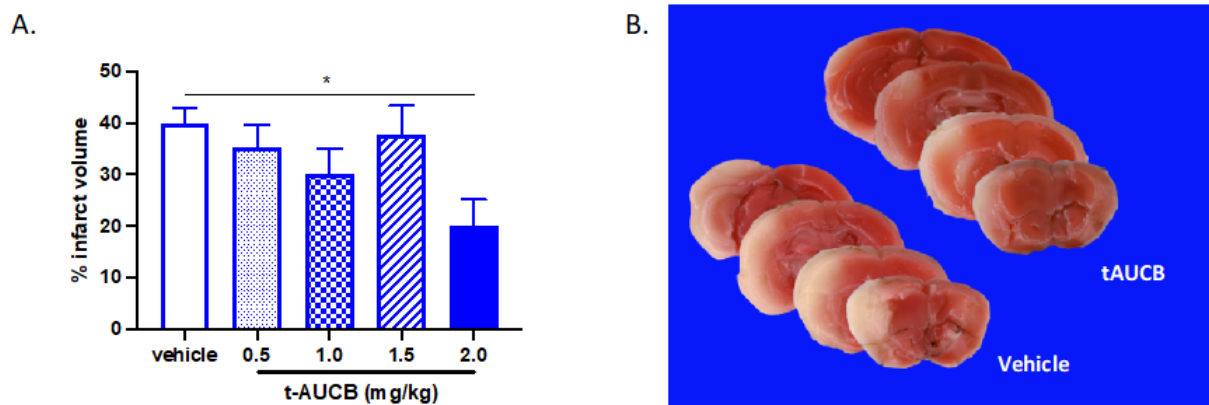 A.
B.
50
40
30
20
10
0
% infarct volume
*
vehicle 0.5 1.0 1.5 2.0
t-AUCB (mg/kg)
tAUCB
Vehicle